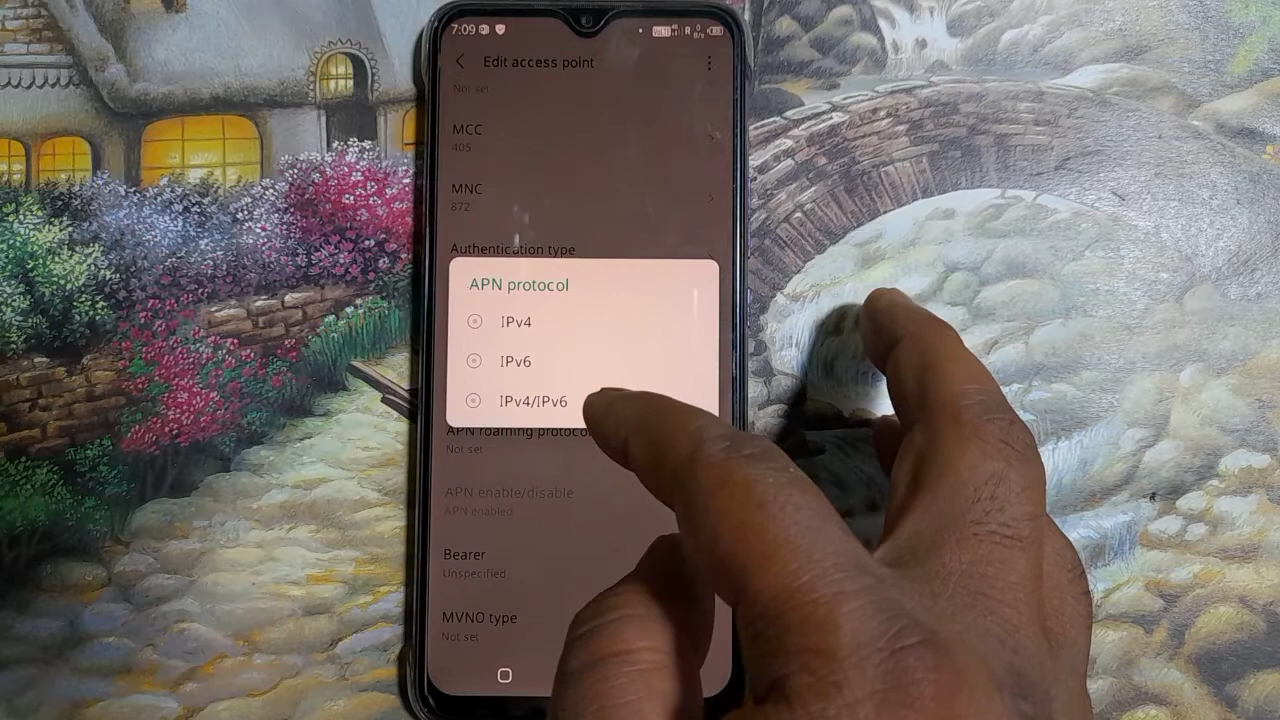 7:09
Edit access point
Not set
MCC
405
MNC
872
Authentication type
APN protocol
IPv4
IPv6
IPv4/IPv6
APN roaming protocol
Not set
APN enable/disable
APN enabled
Bearer
Unspecified
MVNO type
Not set